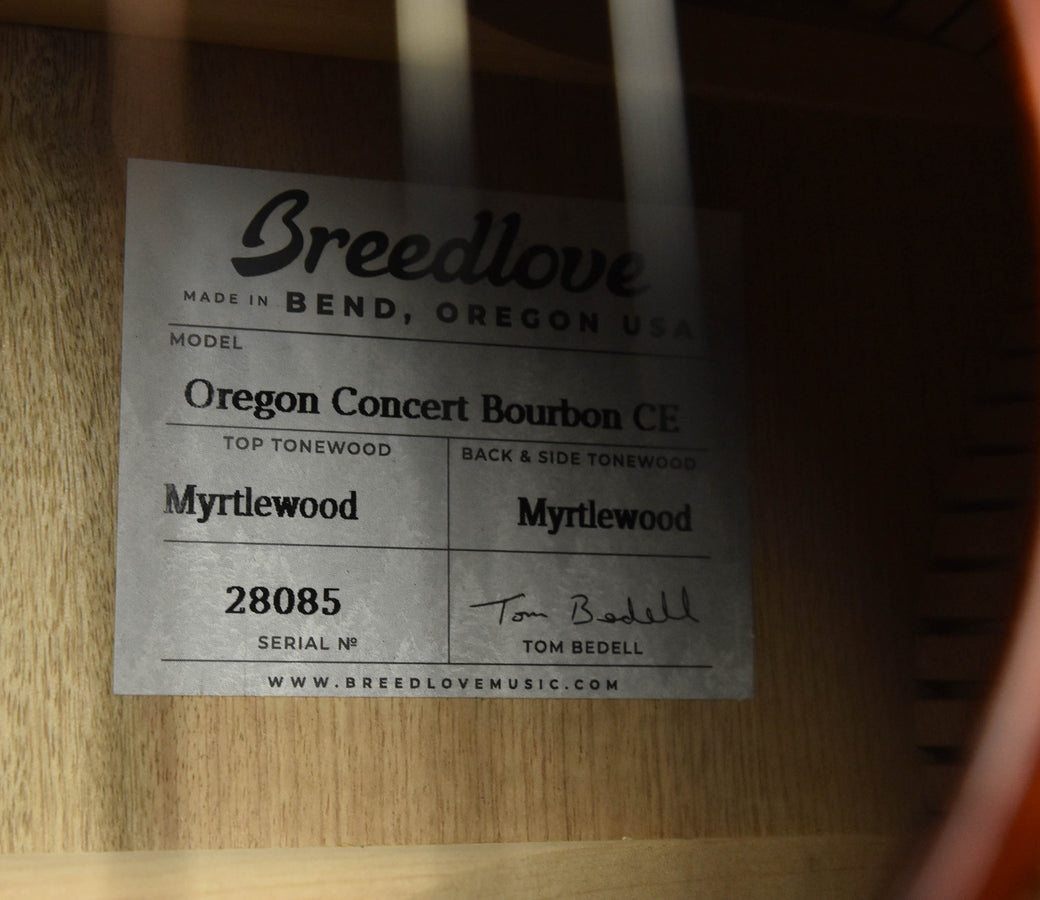 Breedlove
MADE IN BEND, OREGON USA
MODEL
Oregon Concert Bourbon CE
TOP TONEWOOD
Myrtlewood
BACK & SIDE TONEWOOD
Myrtlewood
28085
SERIAL Nº
Tom Bedell
TOM BEDELL
WWW.BREEDLOVEMUSIC.COM